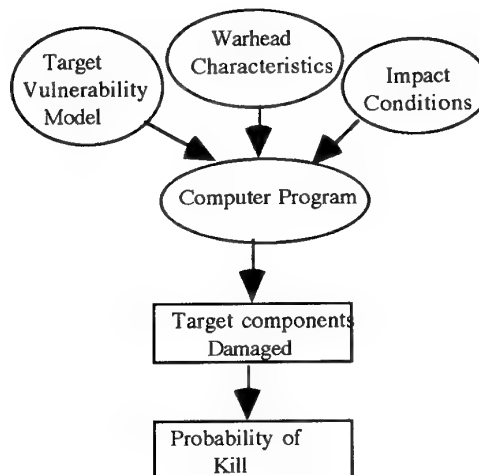 Target
Vulnerability
Model
Warhead
Characteristics
Impact
Conditions
Computer Program
Target components
Damaged
Probability of
Kill